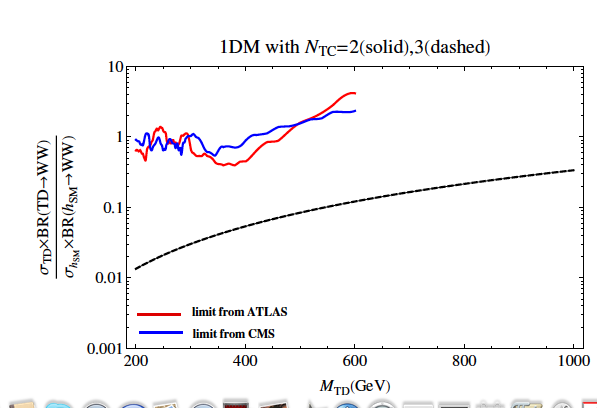 1DM with N_TC=2(solid),3(dashed)
10
1
0.1
0.01
0.001
σ_TD×BR(TD→WW)
σ_h_SM×BR(h_SM→WW)
limit from ATLAS
limit from CMS
200 400 600 800 1000
M_TD(GeV)